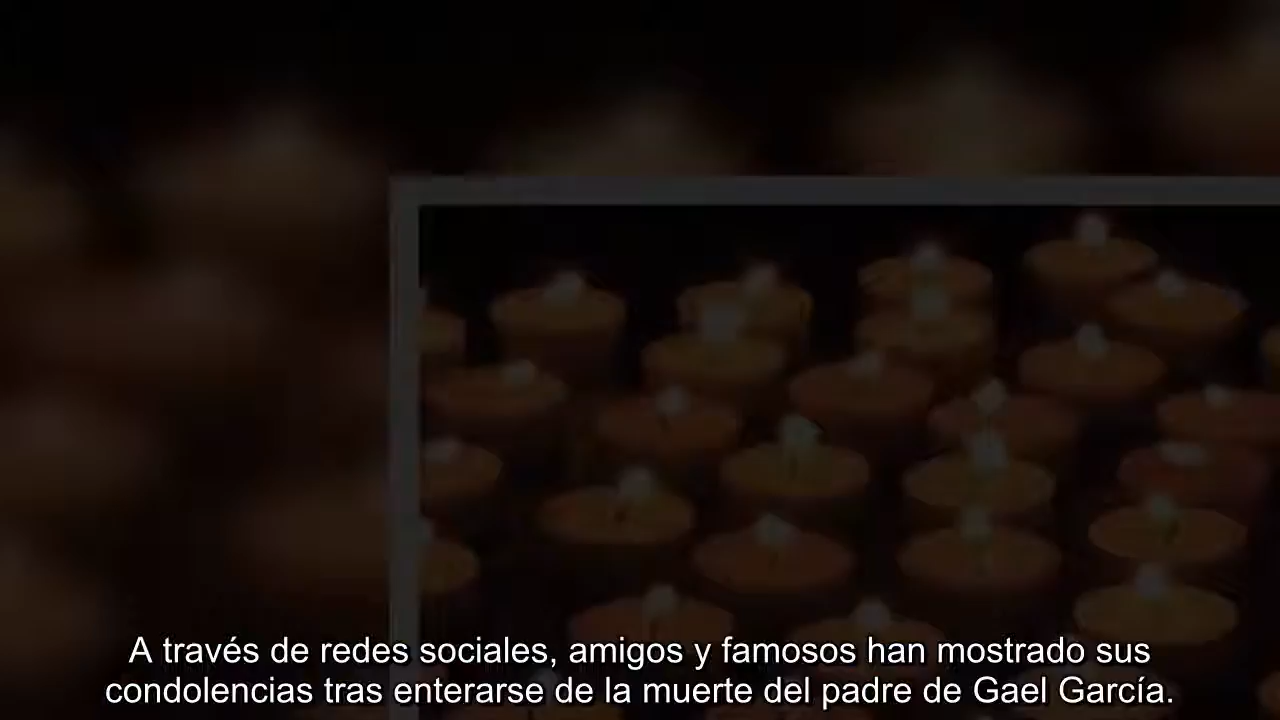 A través de redes sociales, amigos y famosos han mostrado sus
condolencias tras enterarse de la muerte del padre de Gael García.